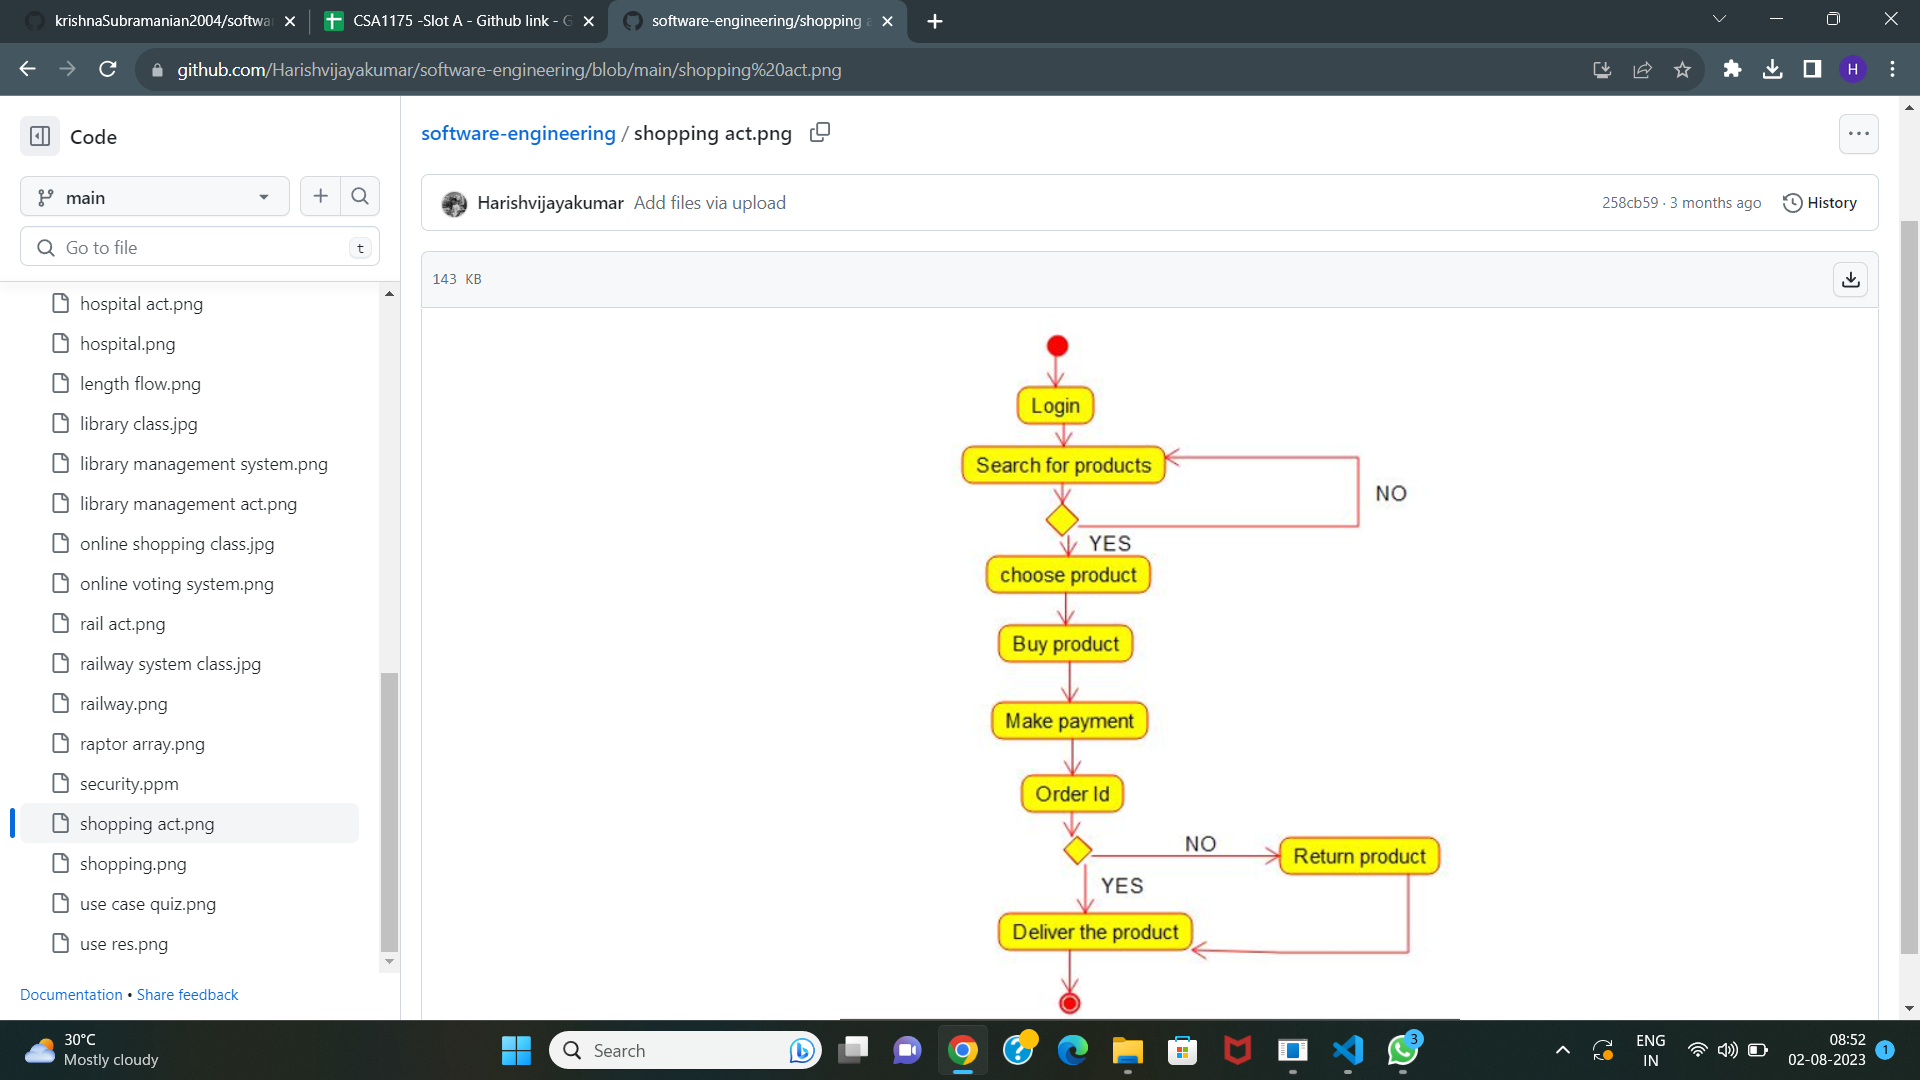 krishnaSubramanian2004/softwa
CSA1175 -Slot A - Github link - G
software-engineering/shopping a
github.com/Harishvijayakumar/software-engineering/blob/main/shopping%20act.png
H
Code
software-engineering / shopping act.png
main
Harishvijayakumar Add files via upload
258cb59 · 3 months ago
History
Go to file
t
143 KB
hospital act.png
hospital.png
length flow.png
library class.jpg
library management system.png
library management act.png
online shopping class.jpg
online voting system.png
rail act.png
railway system class.jpg
railway.png
raptor array.png
security.ppm
shopping act.png
shopping.png
use case quiz.png
use res.png
Documentation • Share feedback
Login
Search for products
NO
YES
choose product
Buy product
Make payment
Order Id
NO
Return product
YES
Deliver the product
30°C
Mostly cloudy
Search
3
ENG
IN
08:52
02-08-2023
1